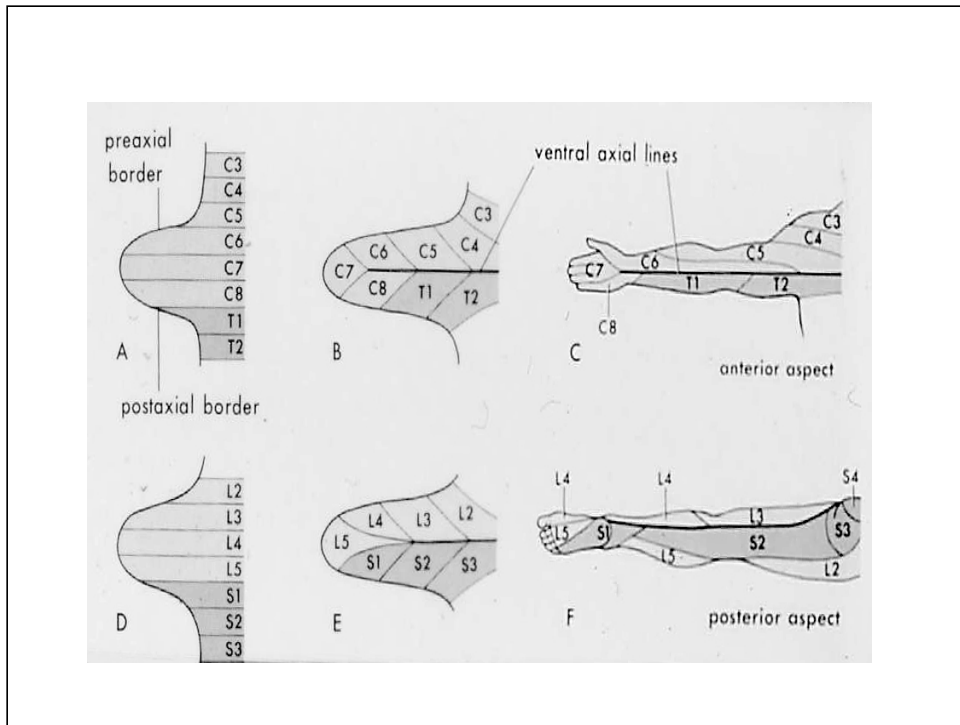 preaxial
border
C3
C4
C5
C6
C7
C8
T1
T2
A
postaxial border
ventral axial lines
C3
C6
C5
C4
C7
C8
T1
T2
B
C3
C4
C5
C6
C7
T1
T2
C8
C
anterior aspect
L2
L3
L4
L5
S1
S2
S3
D
L4
L3
L2
L5
S1
S2
S3
E
L4
L4
S4
L3
L5
S1
S2
S3
L5
L2
F
posterior aspect